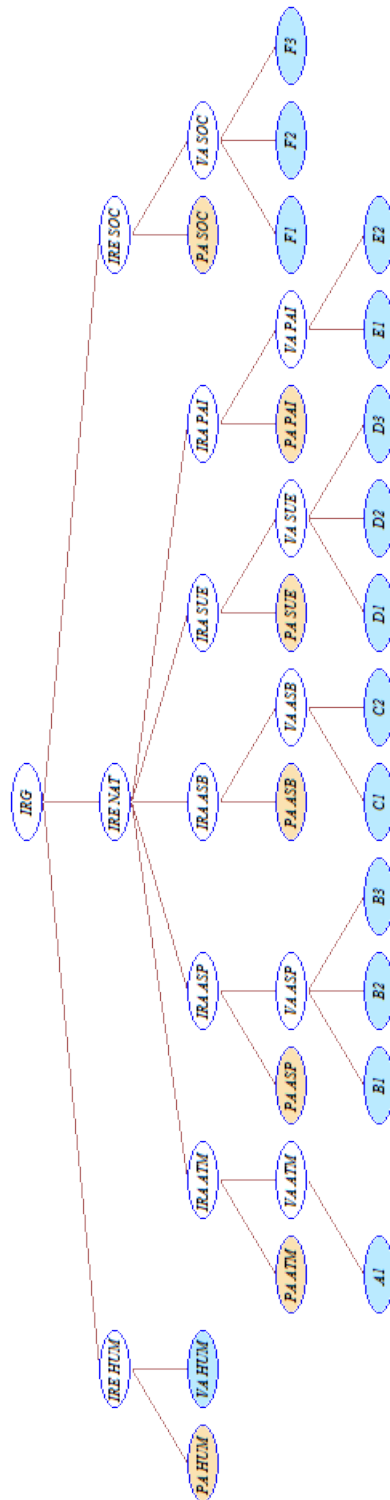 IRG
IRE HUM
IRE NAT
IRE SOC
PA HUM
VA HUM
IRA ATM
IRA ASP
IRA ASB
IRA SUE
IRA PAI
PA SOC
VA SOC
PA ATM
VA ATM
PA ASP
VA ASP
PA ASB
VA ASB
PA SUE
VA SUE
PA PAI
VA PAI
F1
F2
F3
A1
B1
B2
B3
C1
C2
D1
D2
D3
E1
E2